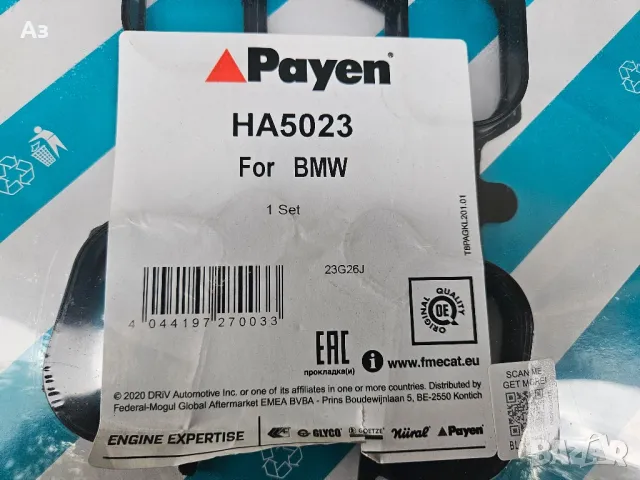 Аз
Payen®
HA5023
For BMW
1 Set
TBPAGKL201.01
23G26J
4 044197 270033
EAC
прокладка(и)
QUALITY
OE
ORIGINAL
i www.fmecat.eu
© 2020 DRiV Automotive Inc. or one of its affiliates in one or more countries. Distributed by
Federal-Mogul Global Aftermarket EMEA BVBA - Prins Boudewijnlaan 5, BE-2550 Kontich
ENGINE EXPERTISE
GLYCO GOETZE Nüral Payen
SCAN ME
GET MORE
bazar